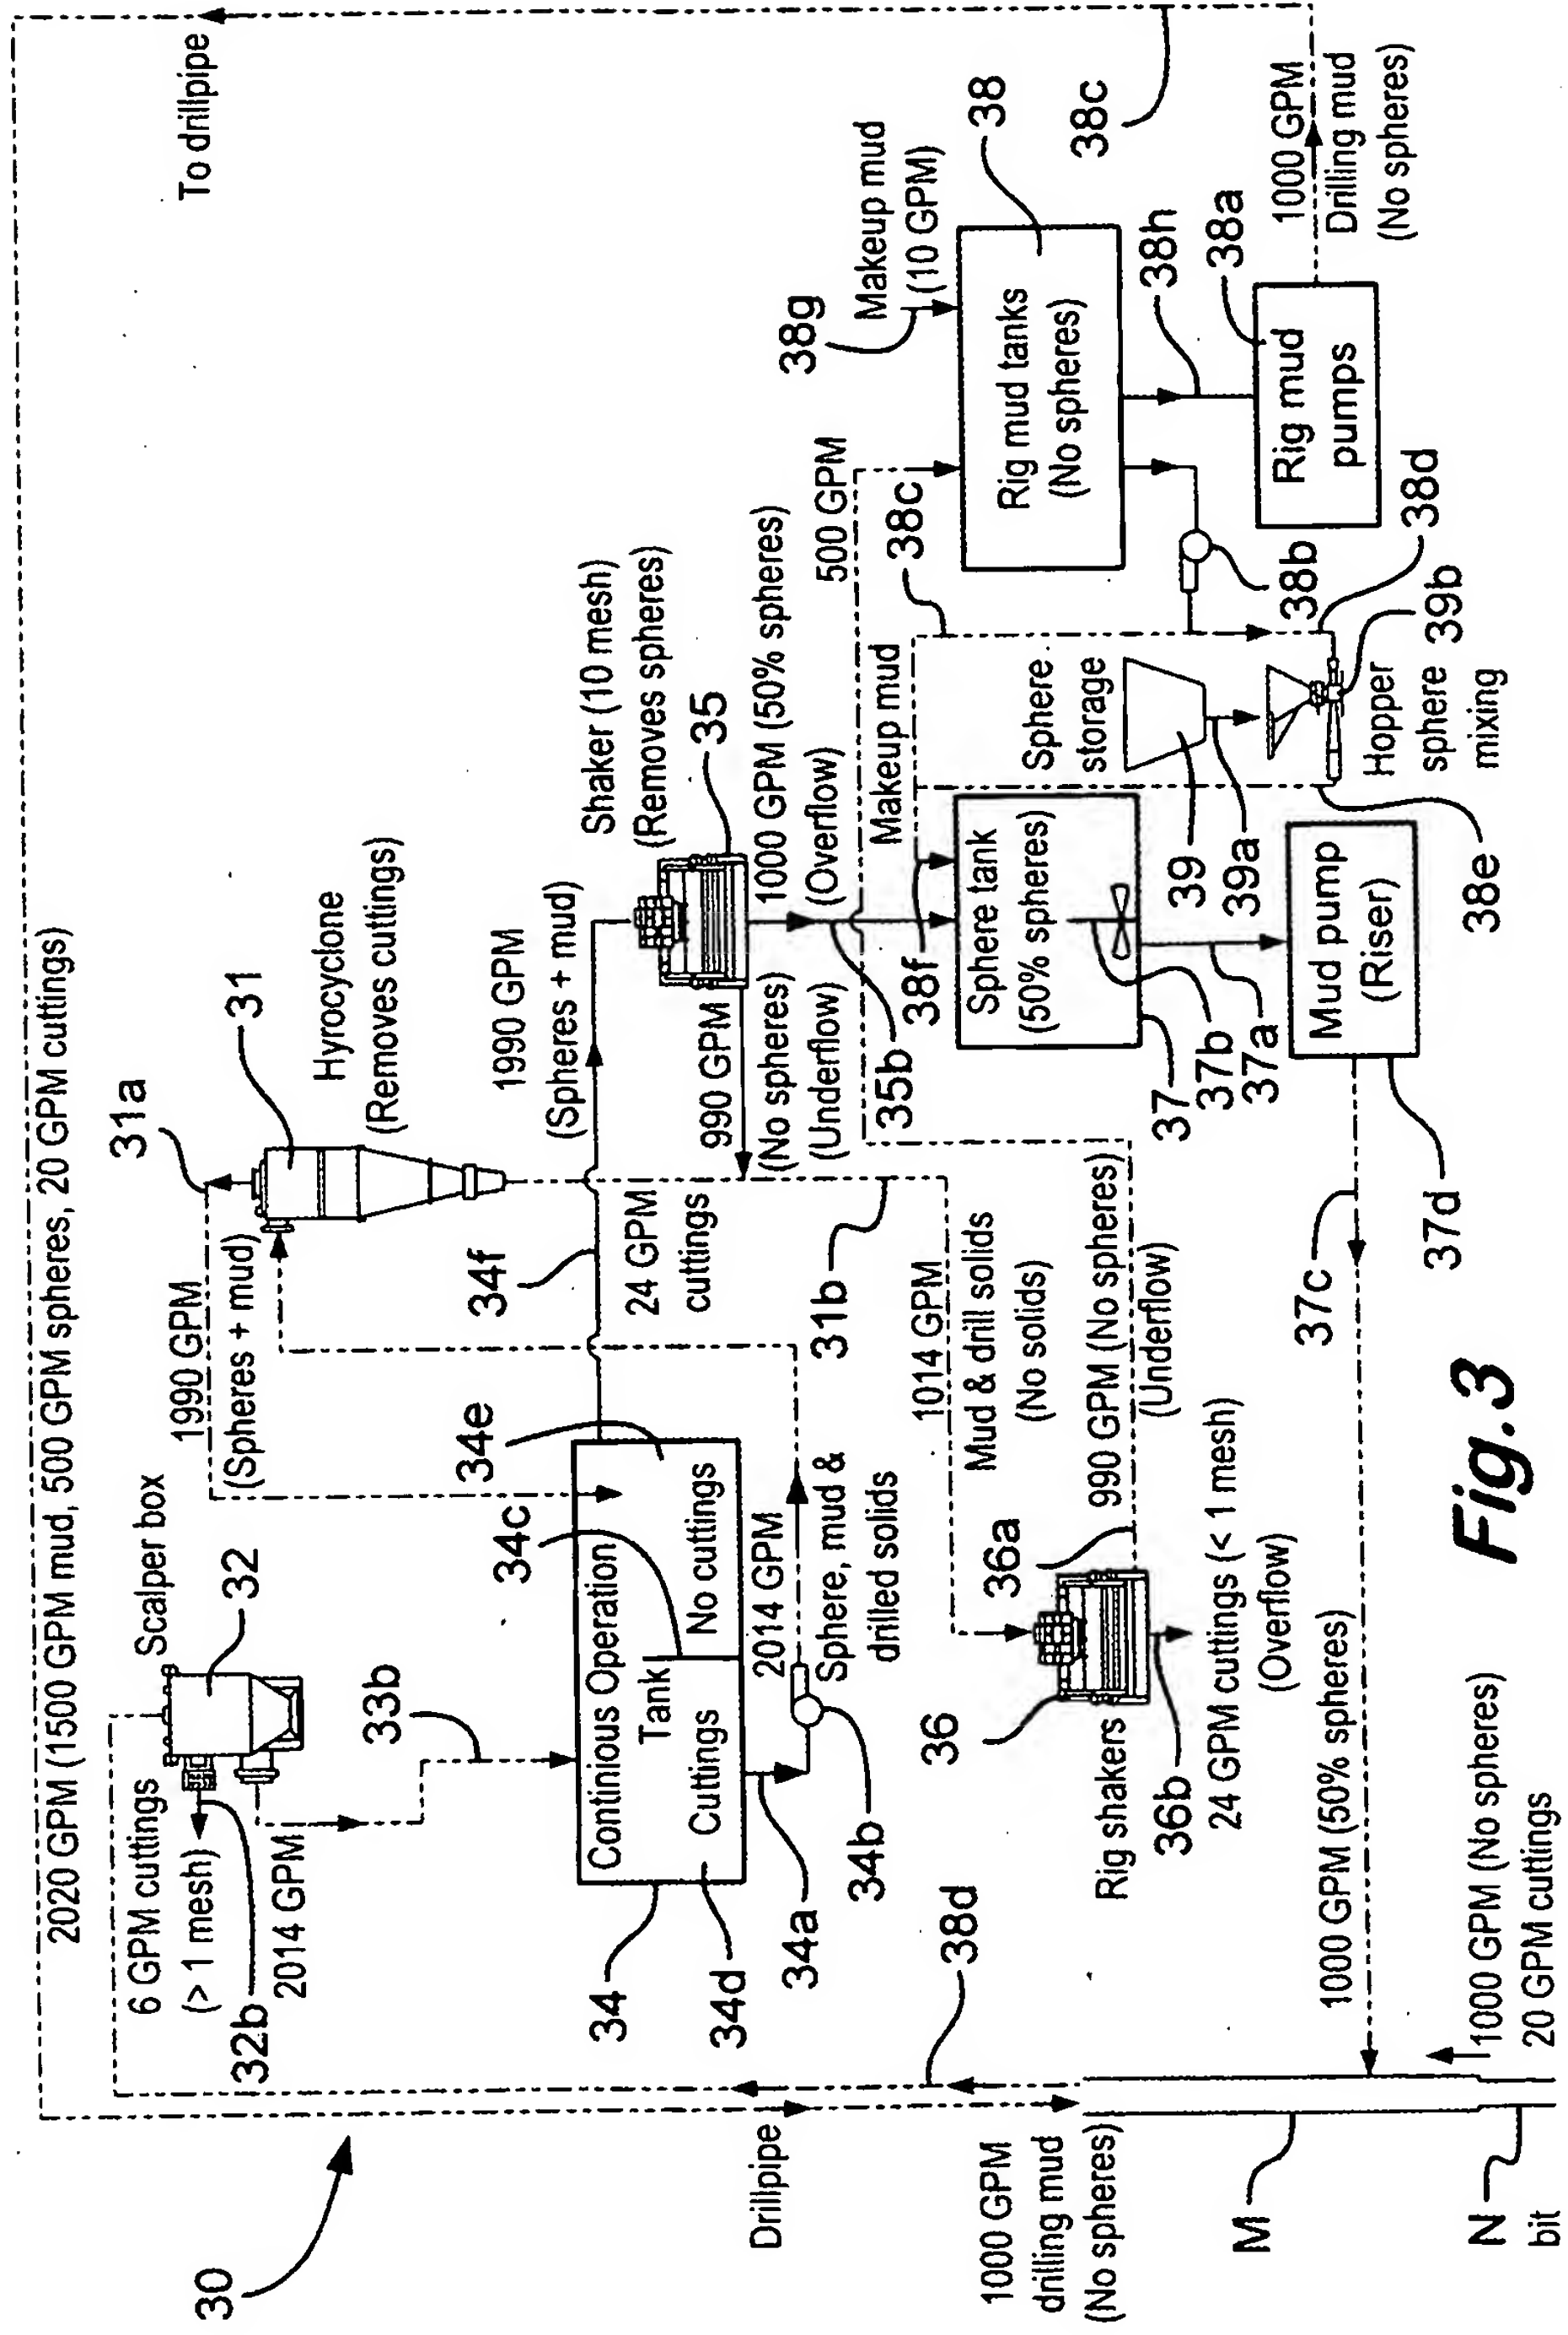 30
2020 GPM (1500 GPM mud, 500 GPM spheres, 20 GPM cuttings)
To drillpipe
6 GPM cuttings
(> 1 mesh)
32b
2014 GPM
Scalper box
32
33b
1990 GPM
(Spheres + mud)
31a
31
Hyrocyclone
(Removes cuttings)
34
34d
Continious Operation
Tank
Cuttings
No cuttings
34c
34e
34f
34a
34b
2014 GPM
Sphere, mud &
drilled solids
24 GPM
cuttings
31b
1990 GPM
(Spheres + mud)
Shaker (10 mesh)
(Removes spheres)
35
990 GPM
(No spheres)
(Underflow)
1000 GPM (50% spheres)
(Overflow)
35b
500 GPM
Makeup mud
38f
38c
38g
Makeup mud
(10 GPM)
38
Rig mud tanks
(No spheres)
38h
38a
Rig mud
pumps
38b
38d
38c
1000 GPM
Drilling mud
(No spheres)
Sphere
storage
39
39a
39b
Hopper
sphere
mixing
38e
Sphere tank
(50% spheres)
37
37b
37a
Mud pump
(Riser)
37d
37c
1014 GPM
Mud & drill solids
(No solids)
36
36a
Rig shakers
36b
990 GPM (No spheres)
(Underflow)
24 GPM cuttings (< 1 mesh)
(Overflow)
1000 GPM (50% spheres)
38d
Drillpipe
1000 GPM
drilling mud
(No spheres)
M
N
bit
1000 GPM (No spheres)
20 GPM cuttings
Fig.3